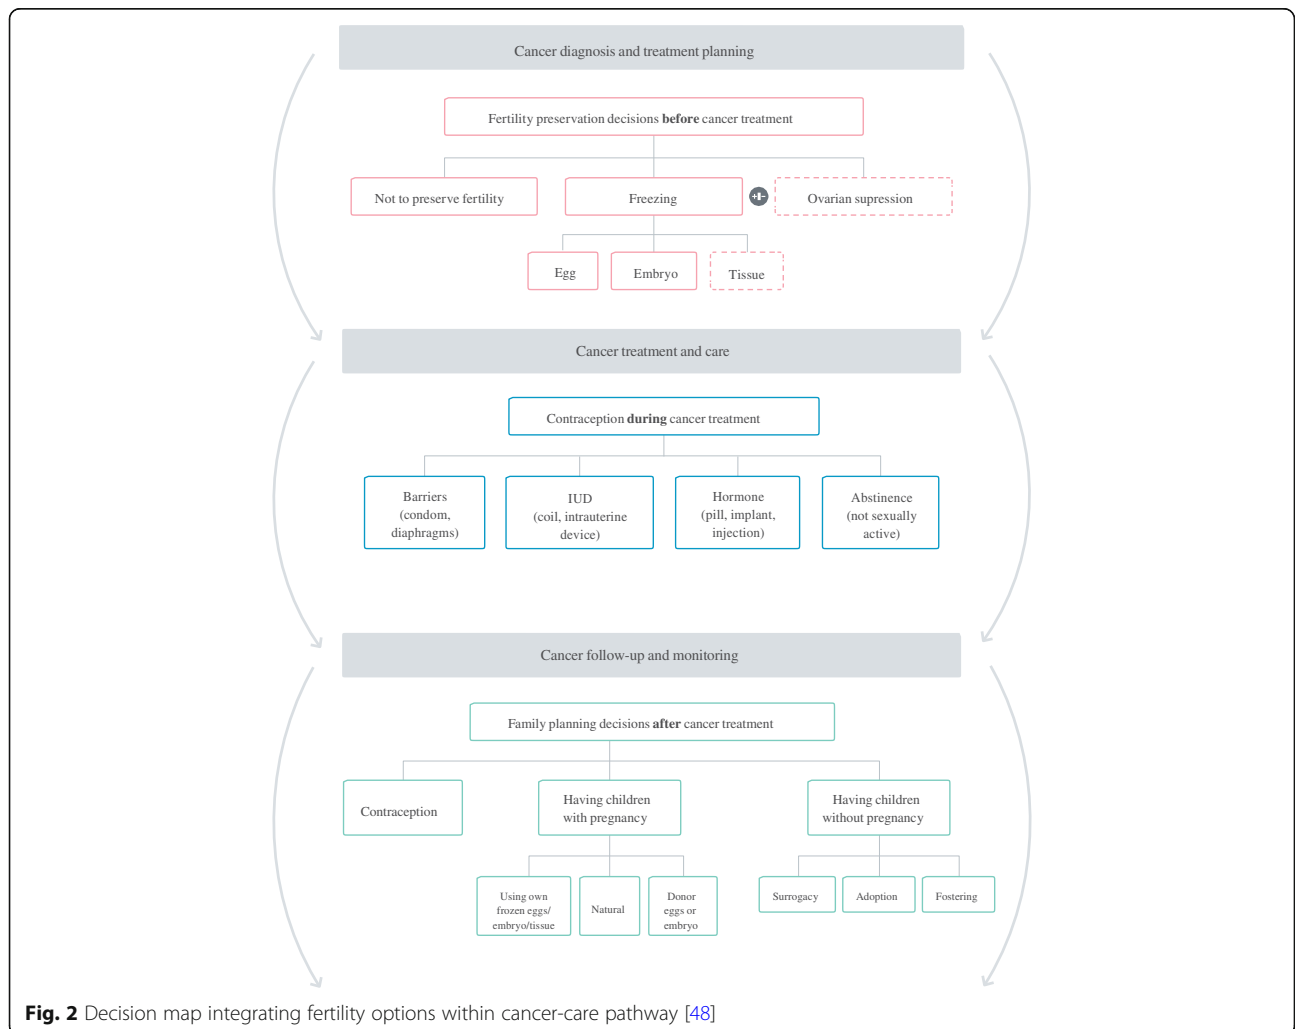 Cancer diagnosis and treatment planning
Fertility preservation decisions before cancer treatment
Not to preserve fertility
Freezing
+/-
Ovarian supression
Egg
Embryo
Tissue
Cancer treatment and care
Contraception during cancer treatment
Barriers
(condom,
diaphragms)
IUD
(coil, intrauterine
device)
Hormone
(pill, implant,
injection)
Abstinence
(not sexually
active)
Cancer follow-up and monitoring
Family planning decisions after cancer treatment
Contraception
Having children
with pregnancy
Having children
without pregnancy
Using own
frozen eggs/
embryo/tissue
Natural
Donor
eggs or
embryo
Surrogacy
Adoption
Fostering
Fig. 2 Decision map integrating fertility options within cancer-care pathway [48]